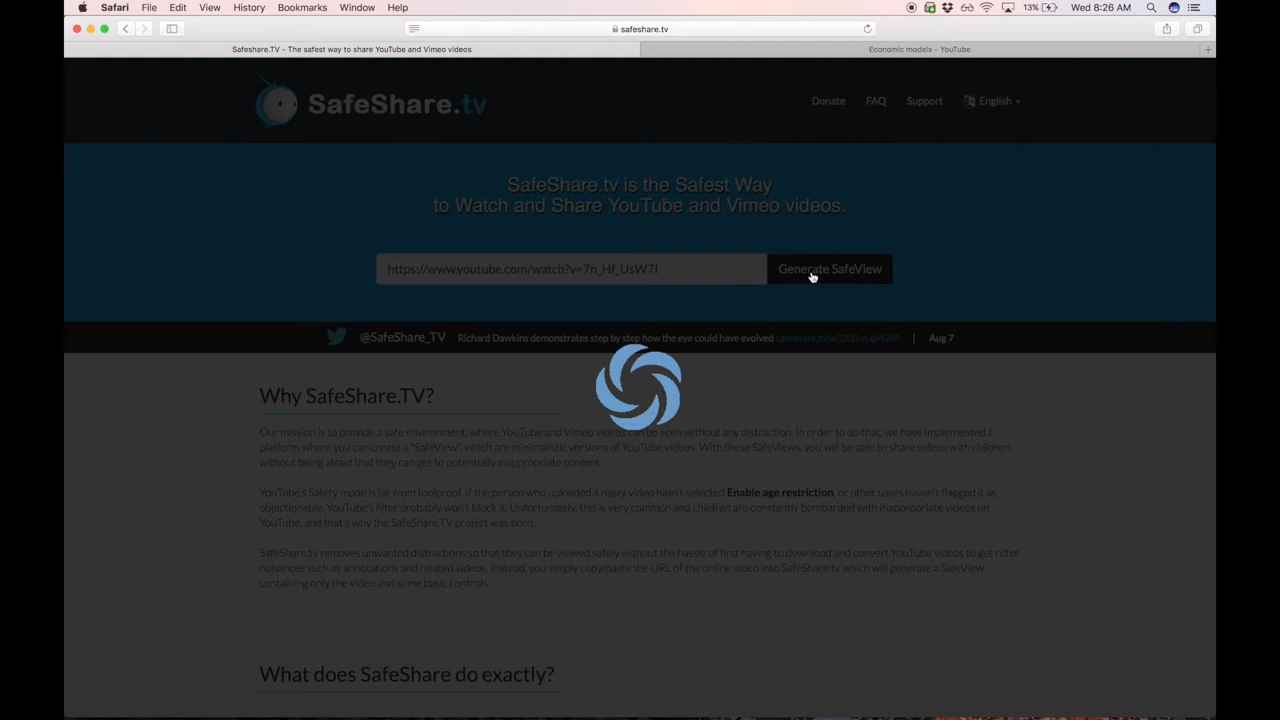 Safari File Edit View History Bookmarks Window Help 13% Wed 8:26 AM
safeshare.tv
Safeshare.TV - The safest way to share YouTube and Vimeo videos Economic models - YouTube
SafeShare.tv Donate FAQ Support English
SafeShare.tv is the Safest Way
to Watch and Share YouTube and Vimeo videos.
https://www.youtube.com/watch?v=7n_Hf_UsW7I Generate SafeView
@SafeShare_TV Richard Dawkins demonstrates step by step how the eye could have evolved | Aug 7
Why SafeShare.TV?
Our mission is to provide a safe environment, where YouTube and Vimeo videos can be seen without any distraction. In order to do that, we have implemented a
platform where you can create a "SafeView", which are minimalistic versions of YouTube videos. With these SafeViews, you will be able to share videos with children
without being afraid that they can get to potentially inappropriate content.
YouTube's Safety mode is far from foolproof, if the person who uploaded a nasty video hasn't selected Enable age restriction, or other users haven't flagged it as
objectionable, YouTube's filter probably won't block it. Unfortunately, this is very common and children are constantly bombarded with inappropriate videos on
YouTube, and that's why the SafeShare.TV project was born.
SafeShare.tv removes unwanted distractions so that they can be viewed safely without the hassle of first having to download and convert YouTube videos to get rid of
nuisances such as annotations and related videos. Instead, you simply copy/paste the URL of the online video into SafeShare.tv which will generate a SafeView
containing only the video and some basic controls.
What does SafeShare do exactly?